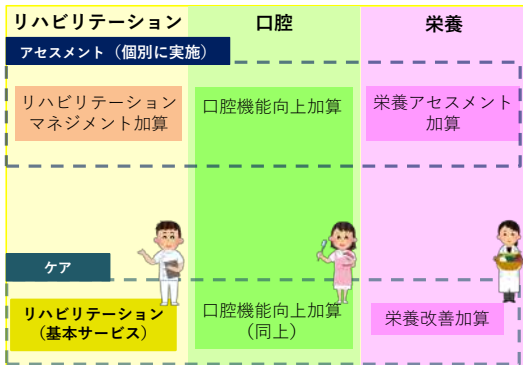 リハビリテーション
口腔
栄養
アセスメント（個別に実施）
リハビリテーション
マネジメント加算
口腔機能向上加算
栄養アセスメント
加算
ケア
リハビリテーション
（基本サービス）
口腔機能向上加算
（同上）
栄養改善加算